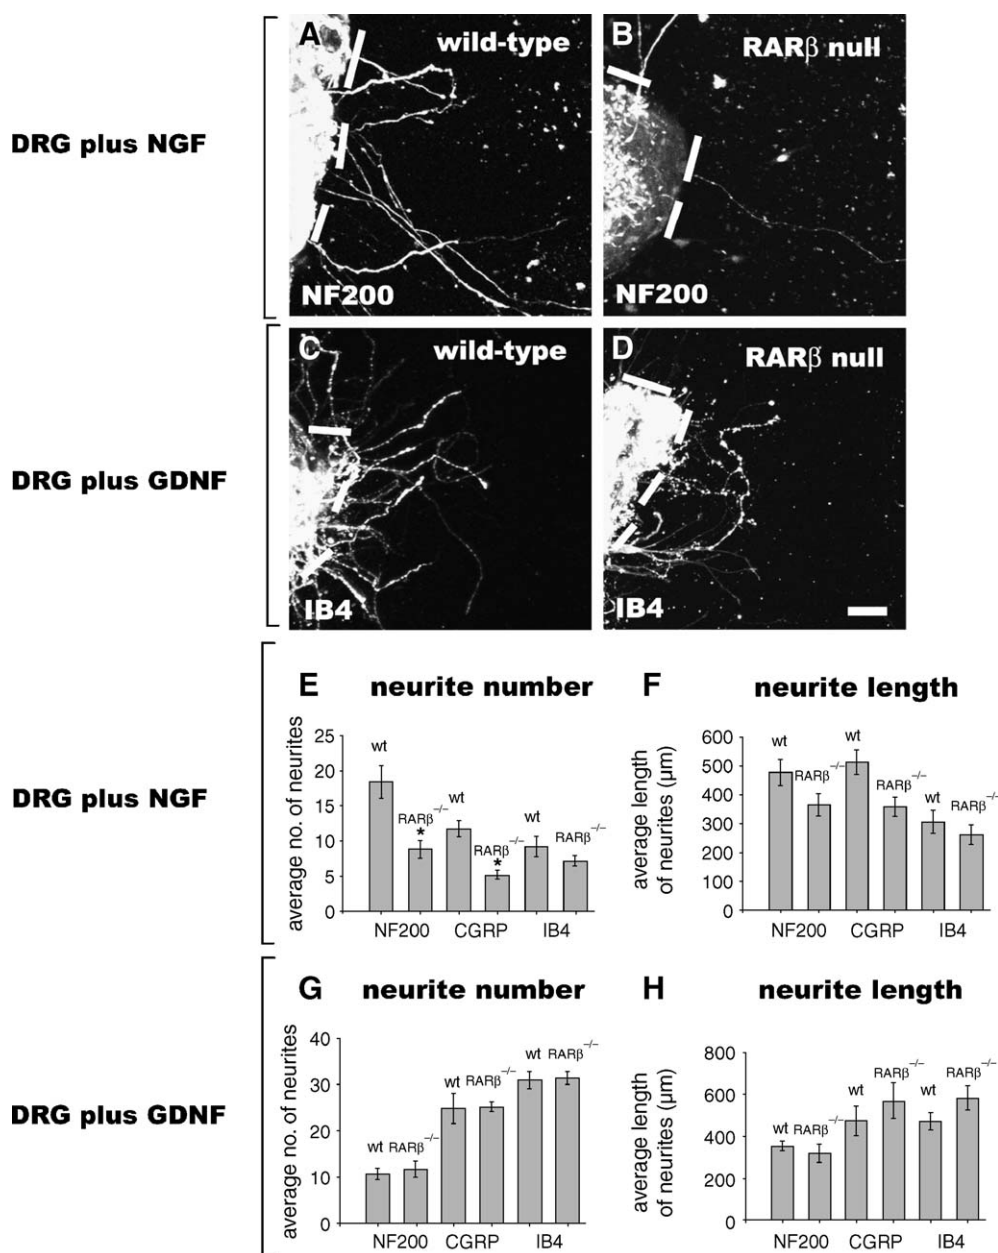 A wild-type
B RARβ null
DRG plus NGF
NF200
NF200
C wild-type
D RARβ null
DRG plus GDNF
IB4
IB4
E neurite number
F neurite length
DRG plus NGF
average no. of neurites
25
20
15
10
5
0
wt
RARβ−/−
*
wt
RARβ−/−
*
wt
RARβ−/−
NF200 CGRP IB4
average length
of neurites (µm)
600
500
400
300
200
100
0
wt
RARβ−/−
wt
RARβ−/−
wt
RARβ−/−
NF200 CGRP IB4
G neurite number
H neurite length
DRG plus GDNF
average no. of neurites
40
30
20
10
0
wt
RARβ−/−
wt
RARβ−/−
wt
RARβ−/−
NF200 CGRP IB4
average length
of neurites (µm)
800
600
400
200
0
wt
RARβ−/−
wt
RARβ−/−
wt
RARβ−/−
NF200 CGRP IB4